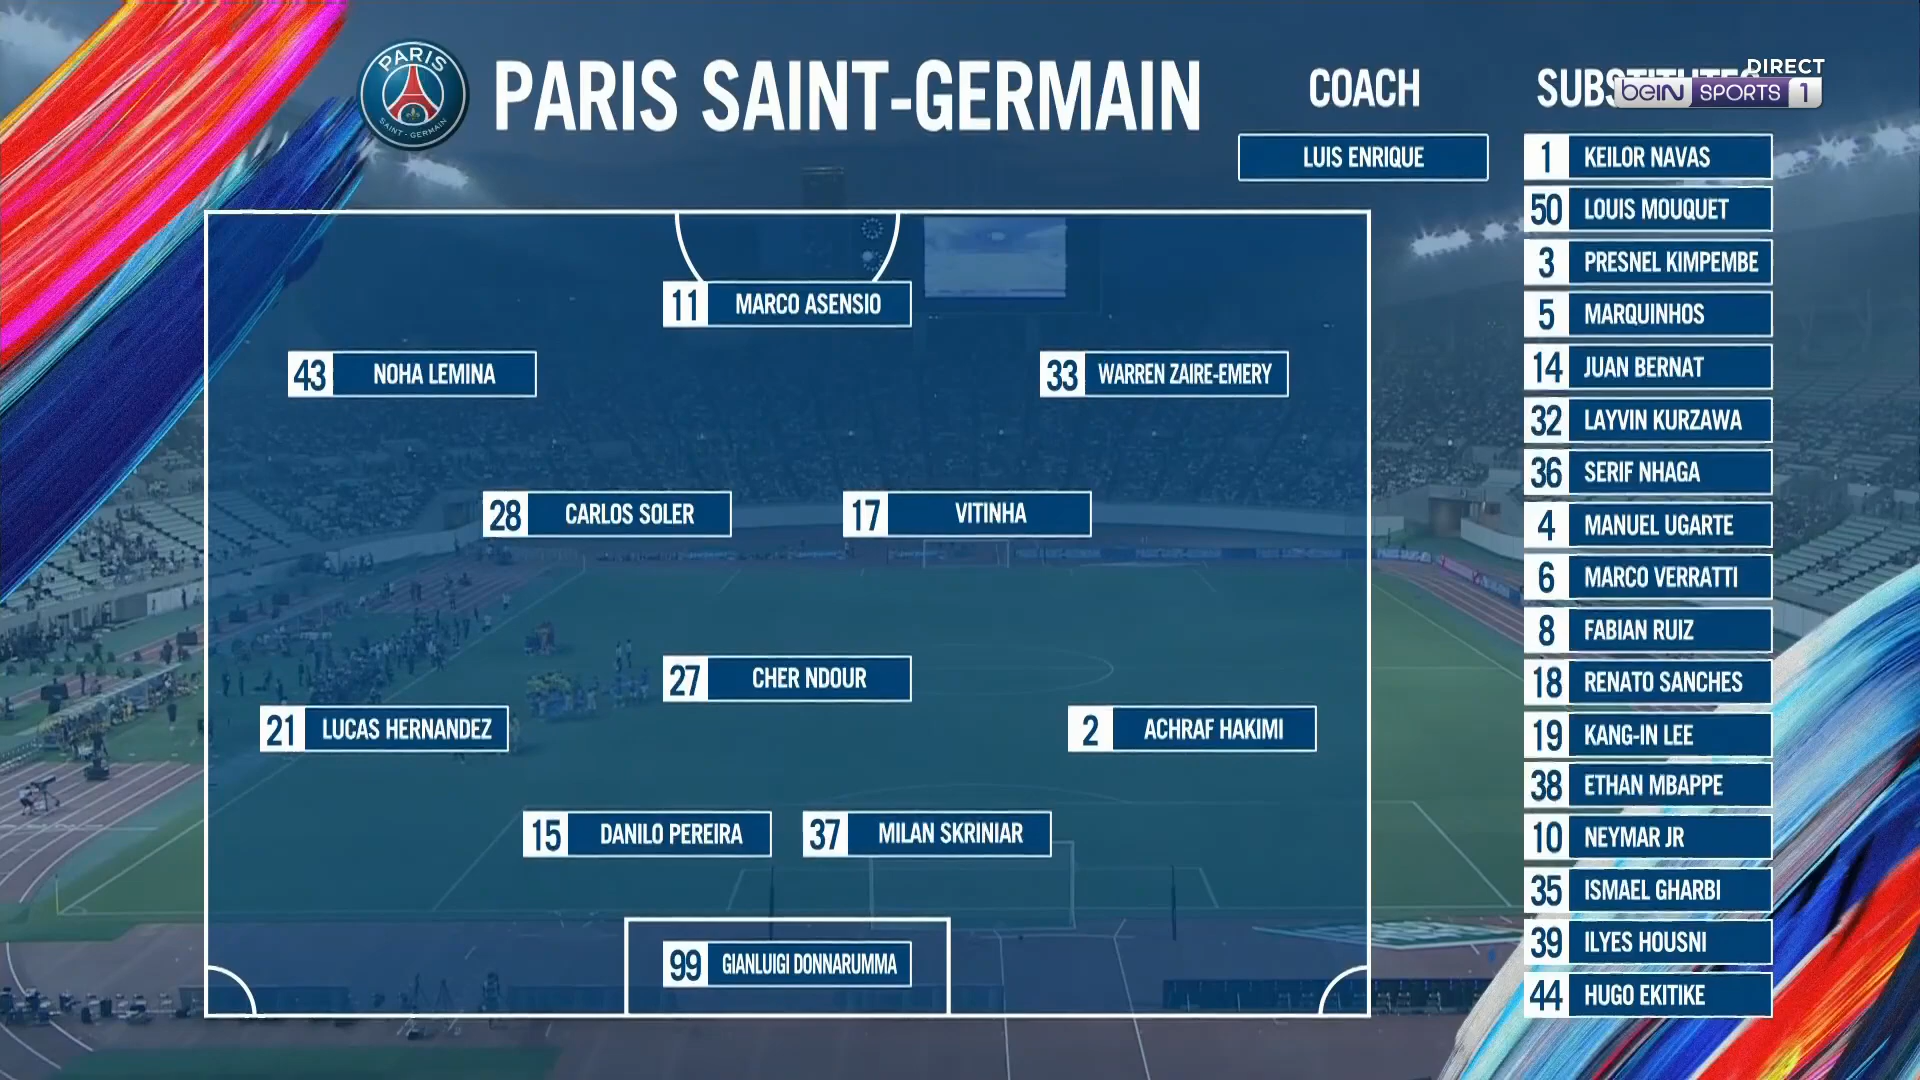 PARIS
SAINT-GERMAIN
PARIS SAINT-GERMAIN
COACH
LUIS ENRIQUE
11 MARCO ASENSIO
43 NOHA LEMINA
33 WARREN ZAIRE-EMERY
28 CARLOS SOLER
17 VITINHA
27 CHER NDOUR
21 LUCAS HERNANDEZ
2 ACHRAF HAKIMI
15 DANILO PEREIRA
37 MILAN SKRINIAR
99 GIANLUIGI DONNARUMMA
SUBSTITUTES
DIRECT
beIN SPORTS 1
1 KEILOR NAVAS
50 LOUIS MOUQUET
3 PRESNEL KIMPEMBE
5 MARQUINHOS
14 JUAN BERNAT
32 LAYVIN KURZAWA
36 SERIF NHAGA
4 MANUEL UGARTE
6 MARCO VERRATTI
8 FABIAN RUIZ
18 RENATO SANCHES
19 KANG-IN LEE
38 ETHAN MBAPPE
10 NEYMAR JR
35 ISMAEL GHARBI
39 ILYES HOUSNI
44 HUGO EKITIKE